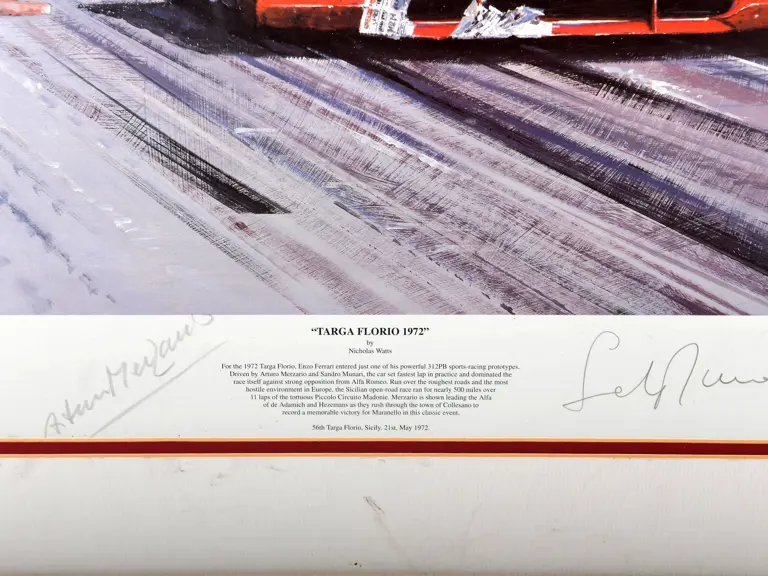 "TARGA FLORIO 1972"
by
Nicholas Watts
For the 1972 Targa Florio, Enzo Ferrari entered just one of his powerful 312PB sports-racing prototypes.
Driven by Arturo Merzario and Sandro Munari, the car set fastest lap in practice and dominated the
race itself against strong opposition from Alfa Romeo. Run over the roughest roads and the most
hostile environment in Europe, the Sicilian open-road race ran for nearly 500 miles over
11 laps of the tortuous Piccolo Circuito Madonie. Merzario is shown leading the Alfa
of de Adamich and Hezemans as they rush through the town of Collesano to
record a memorable victory for Maranello in this classic event.
56th Targa Florio, Sicily. 21st, May 1972.